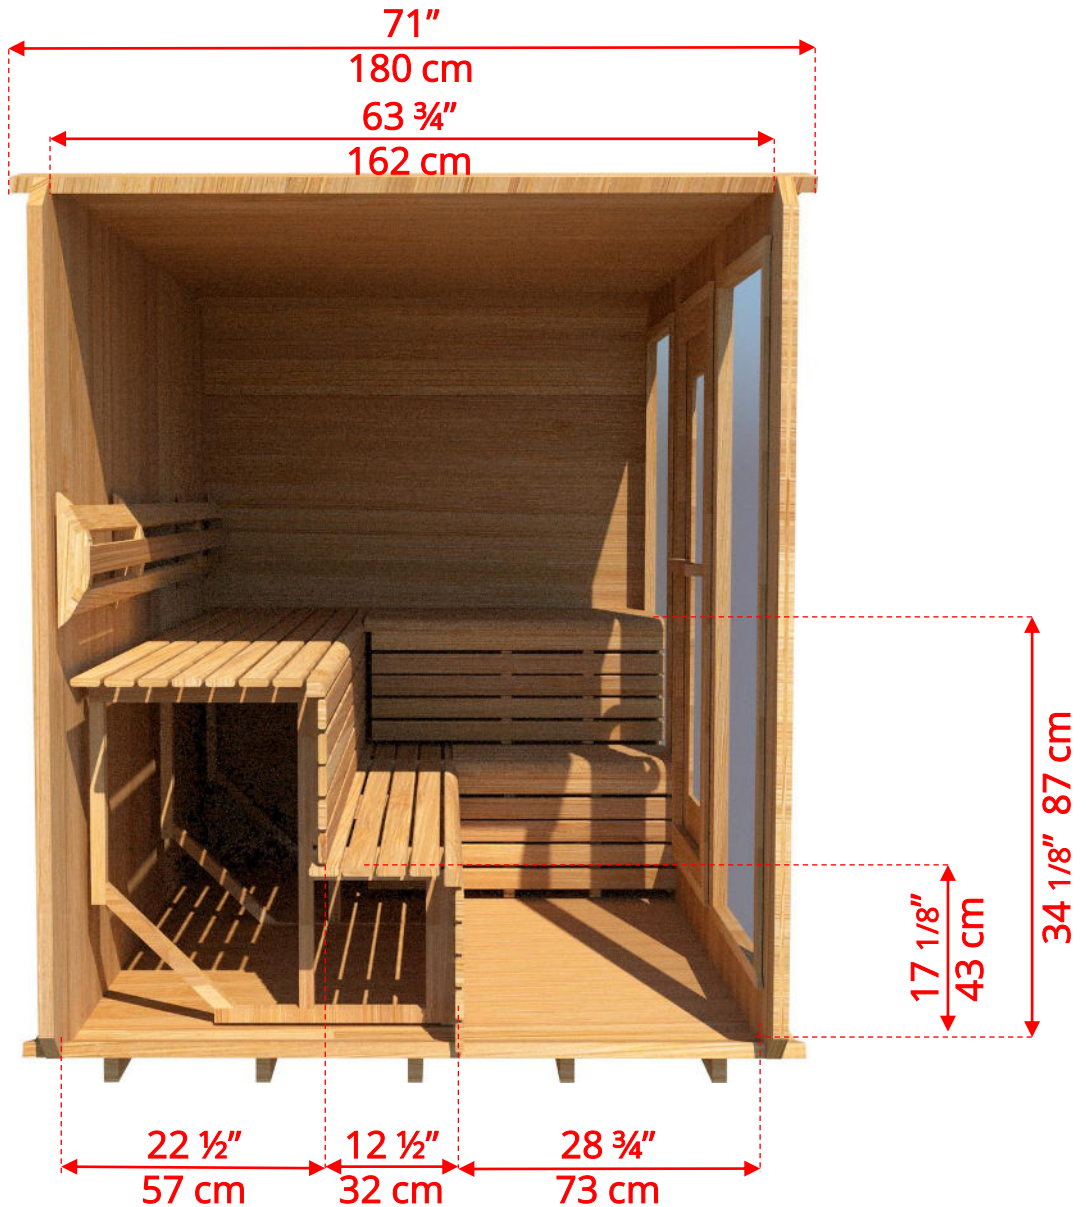 71”
180 cm
63 ¾”
162 cm
34 1/8” 87 cm
17 1/8”
43 cm
22 ½” 12 ½” 28 ¾”
57 cm 32 cm 73 cm